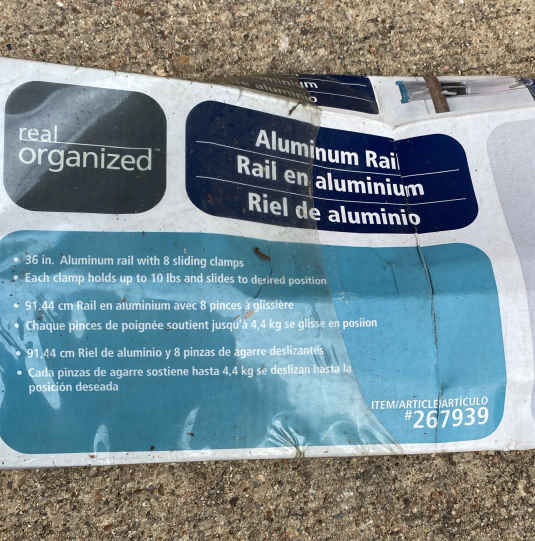 real
organized™
Aluminum Rail
Rail en aluminium
Riel de aluminio
• 36 in. Aluminum rail with 8 sliding clamps
• Each clamp holds up to 10 lbs and slides to desired position
• 91,44 cm Rail en aluminium avec 8 pinces à glissière
• Chaque pinces de poignée soutient jusqu'à 4,4 kg se glisse en posiion
• 91,44 cm Riel de aluminio y 8 pinzas de agarre deslizantes
• Cada pinzas de agarre sostiene hasta 4,4 kg se deslizan hasta la
posición deseada
ITEM/ARTICLE/ARTÍCULO
#267939